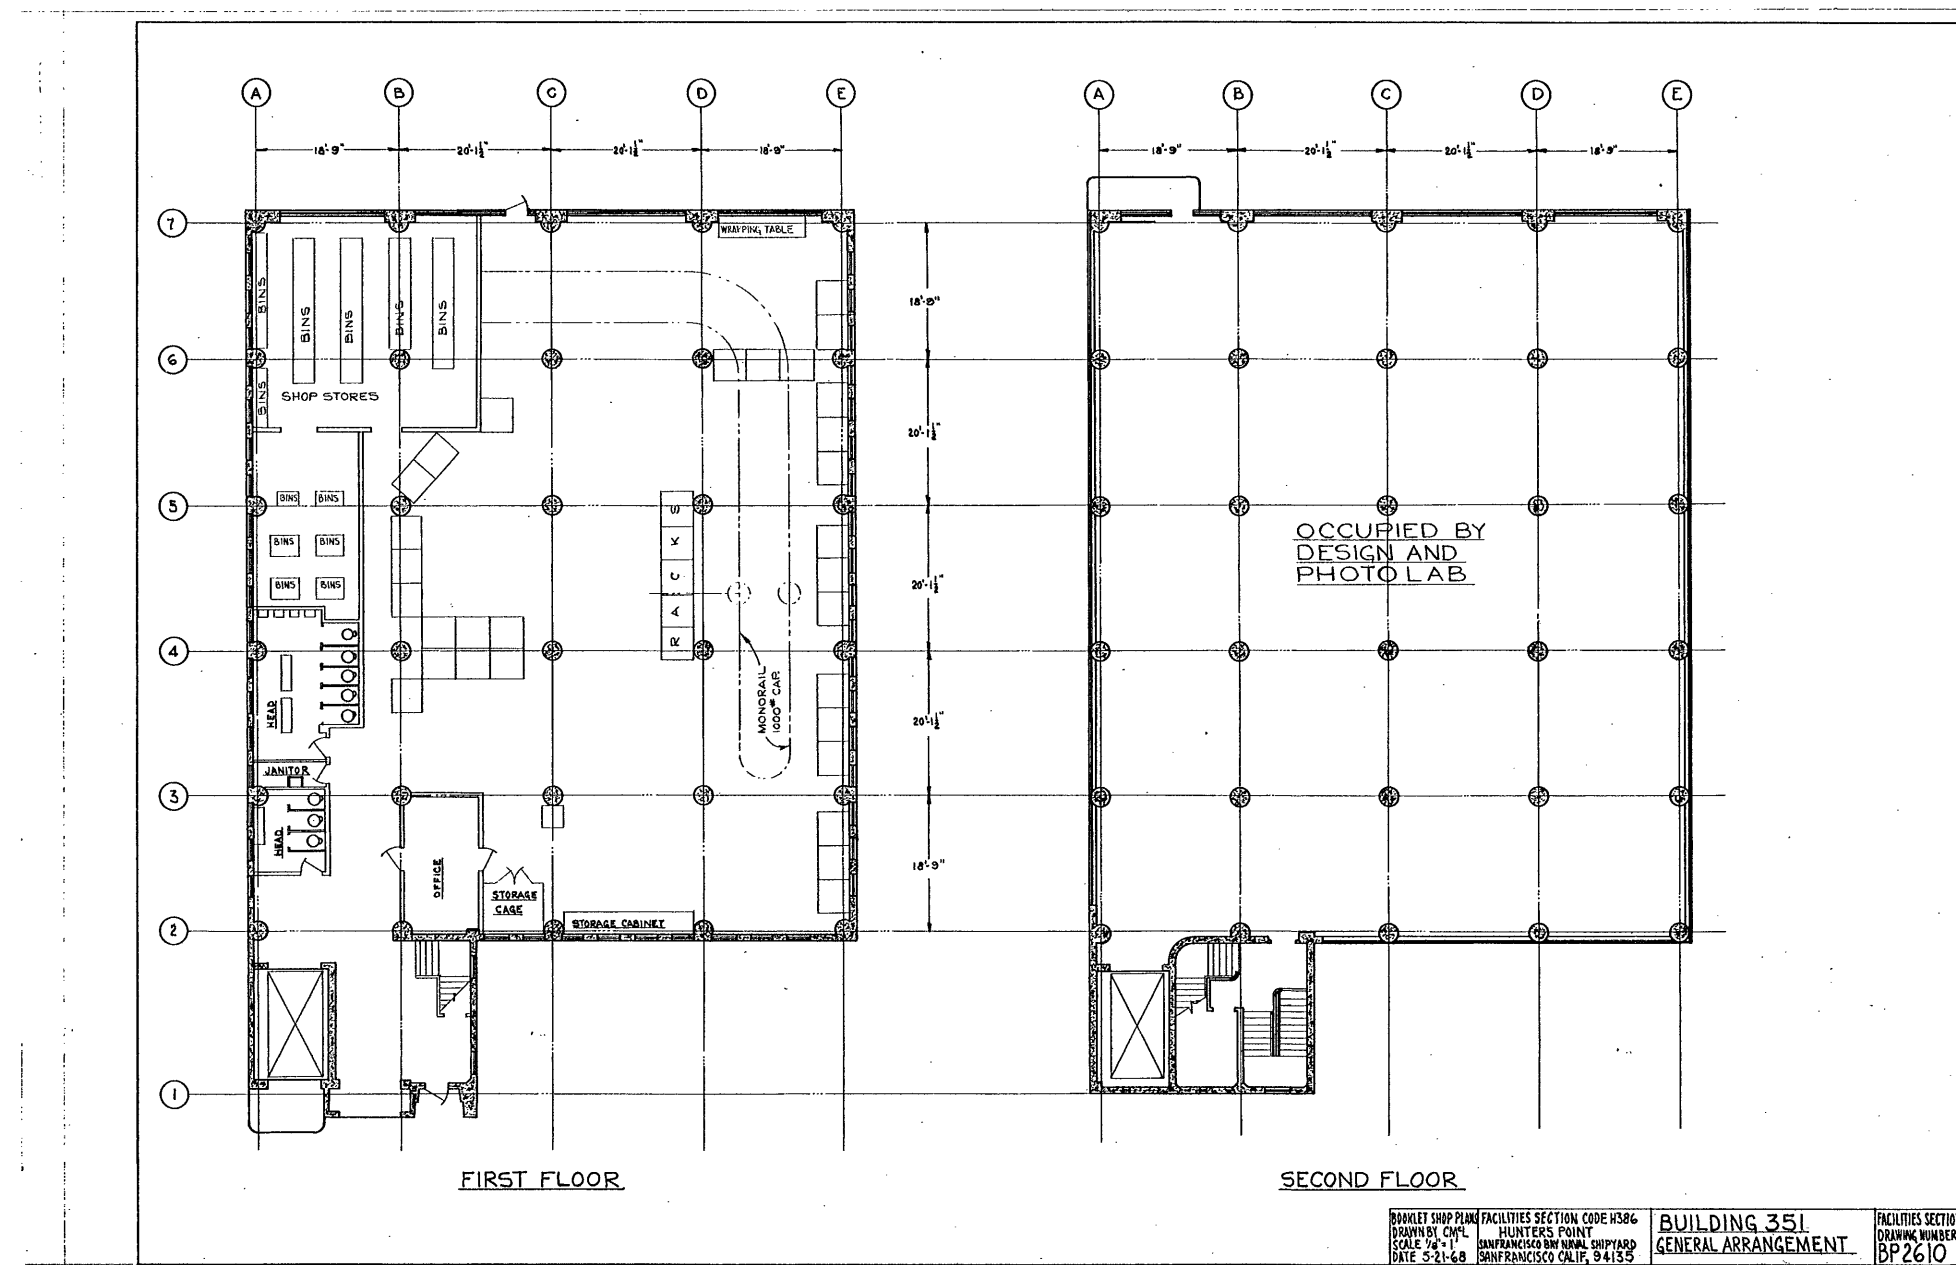 A B C D E
18'-9" 20'-1½" 20'-1½" 18'-9"
7
WRAPPING TABLE
BINS
BINS
BINS
BINS
BINS
18'-9"
6
BINS
SHOP STORES
20'-1½"
5
BINS BINS
BINS BINS
BINS BINS
RACKS
20'-1½"
4
HEAD
MONORAIL
1000# CAP.
20'-1½"
JANITOR
3
HEAD
OFFICE
STORAGE
CAGE
STORAGE CABINET
18'-9"
2
1
FIRST FLOOR
A B C D E
18'-9" 20'-1½" 20'-1½" 18'-9"
OCCUPIED BY
DESIGN AND
PHOTO LAB
SECOND FLOOR
BOOKLET SHOP PLANS
DRAWN BY CMcL
SCALE 1/8"=1'
DATE 5-21-68
FACILITIES SECTION CODE H386
HUNTERS POINT
SAN FRANCISCO BAY NAVAL SHIPYARD
SAN FRANCISCO CALIF, 94135
BUILDING 351
GENERAL ARRANGEMENT
FACILITIES SECTIO
DRAWING NUMBER
BP2610